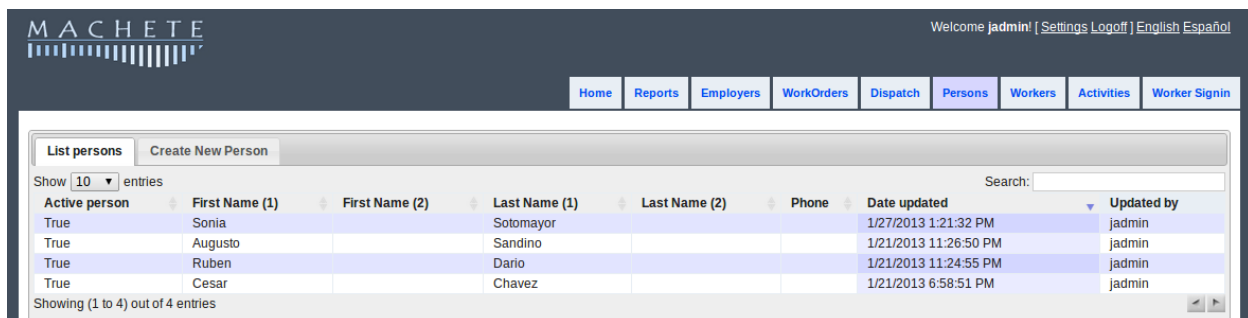 MACHETE
Welcome jadmin! [ Settings Logoff ] English Español
Home Reports Employers WorkOrders Dispatch Persons Workers Activities Worker Signin
List persons Create New Person
Show 10 entries Search:
Active person First Name (1) First Name (2) Last Name (1) Last Name (2) Phone Date updated Updated by
True Sonia Sotomayor 1/27/2013 1:21:32 PM jadmin
True Augusto Sandino 1/21/2013 11:26:50 PM jadmin
True Ruben Dario 1/21/2013 11:24:55 PM jadmin
True Cesar Chavez 1/21/2013 6:58:51 PM jadmin
Showing (1 to 4) out of 4 entries